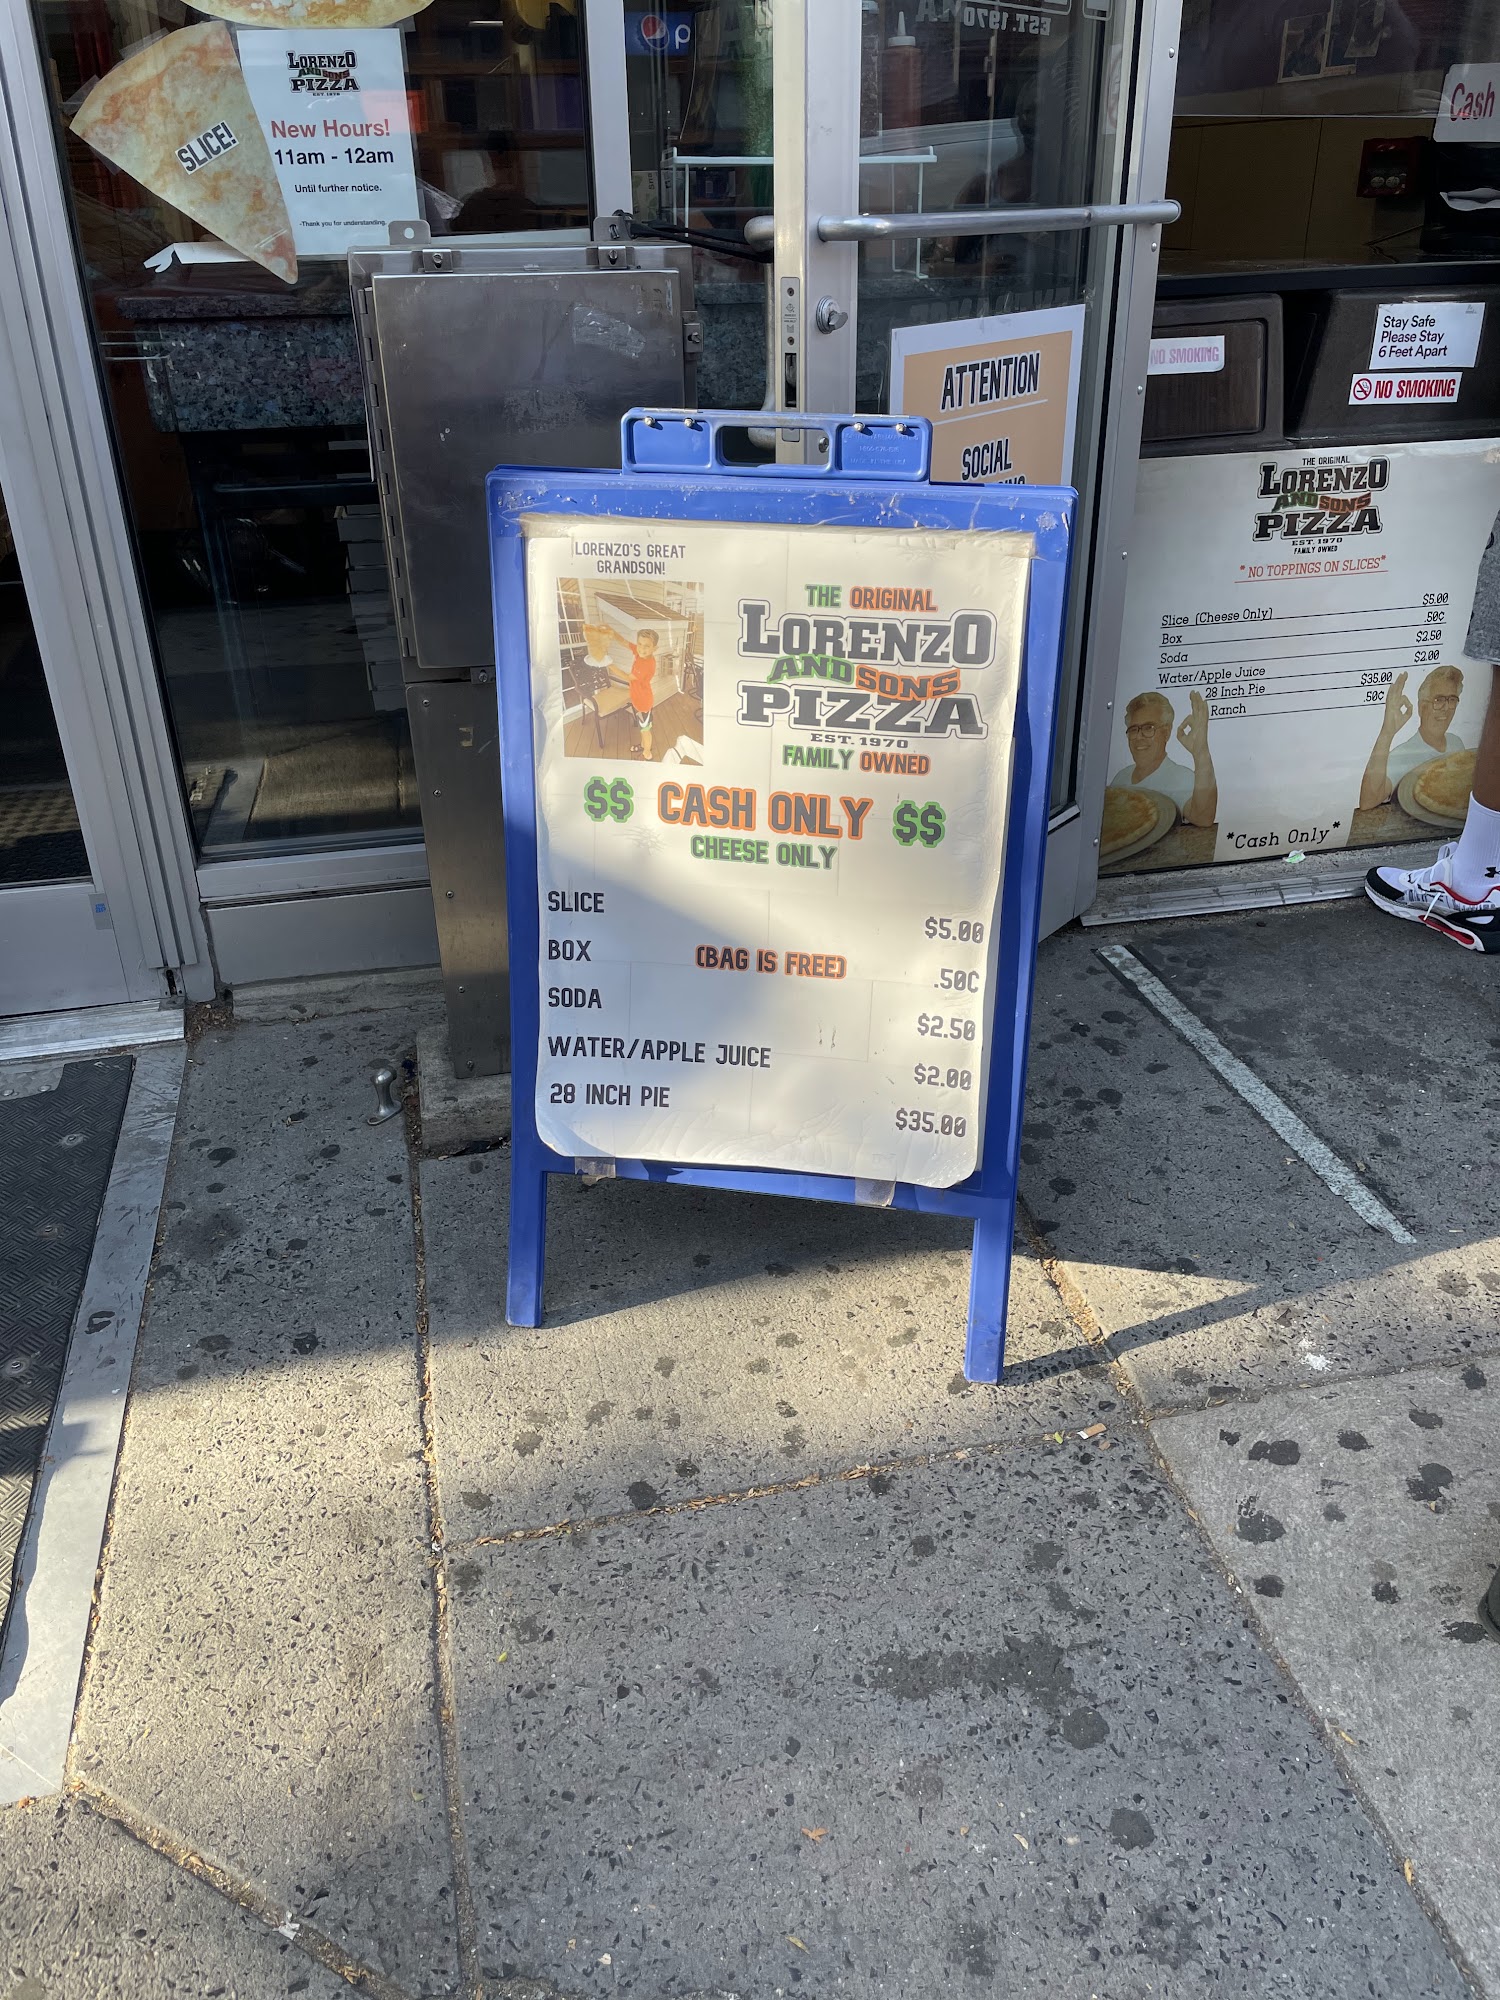 LORENZO
AND SONS
PIZZA
EST. 1970
New Hours!
11am - 12am
Until further notice.
-Thank you for understanding.
SLICE!
EST. 1970
Cash
ATTENTION
SOCIAL
NO SMOKING
Stay Safe
Please Stay
6 Feet Apart
NO SMOKING
LORENZO'S GREAT
GRANDSON!
THE ORIGINAL
LORENZO
AND SONS
PIZZA
EST. 1970
FAMILY OWNED
$$ CASH ONLY $$
CHEESE ONLY
SLICE $5.00
BOX (BAG IS FREE) .50¢
SODA $2.50
WATER/APPLE JUICE $2.00
28 INCH PIE $35.00
THE ORIGINAL
LORENZO
AND SONS
PIZZA
EST. 1970
FAMILY OWNED
*NO TOPPINGS ON SLICES*
Slice (Cheese Only) $5.00
Box .50¢
Soda $2.50
Water/Apple Juice $2.00
28 Inch Pie $35.00
Ranch .50¢
*Cash Only*